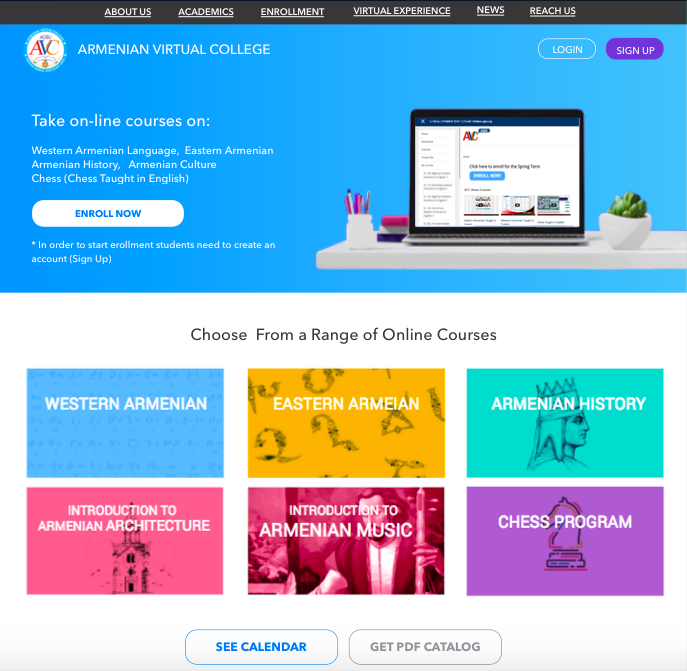 ABOUT US ACADEMICS ENROLLMENT VIRTUAL EXPERIENCE NEWS REACH US
AGBU
AVC
ARMENIAN VIRTUAL COLLEGE
LOGIN
SIGN UP
Take on-line courses on:
Western Armenian Language, Eastern Armenian
Armenian History, Armenian Culture
Chess (Chess Taught in English)
ENROLL NOW
* In order to start erollment students need to create an
account (Sign Up)
AVC
Click here to enroll for the Spring Term
ENROLL NOW!
Choose From a Range of Online Courses
WESTERN ARMENIAN
EASTERN ARMEIAN
ARMENIAN HISTORY
INTRODUCTION TO
ARMENIAN ARCHITECTURE
INTRODUCTION TO
ARMENIAN MUSIC
CHESS PROGRAM
SEE CALENDAR
GET PDF CATALOG